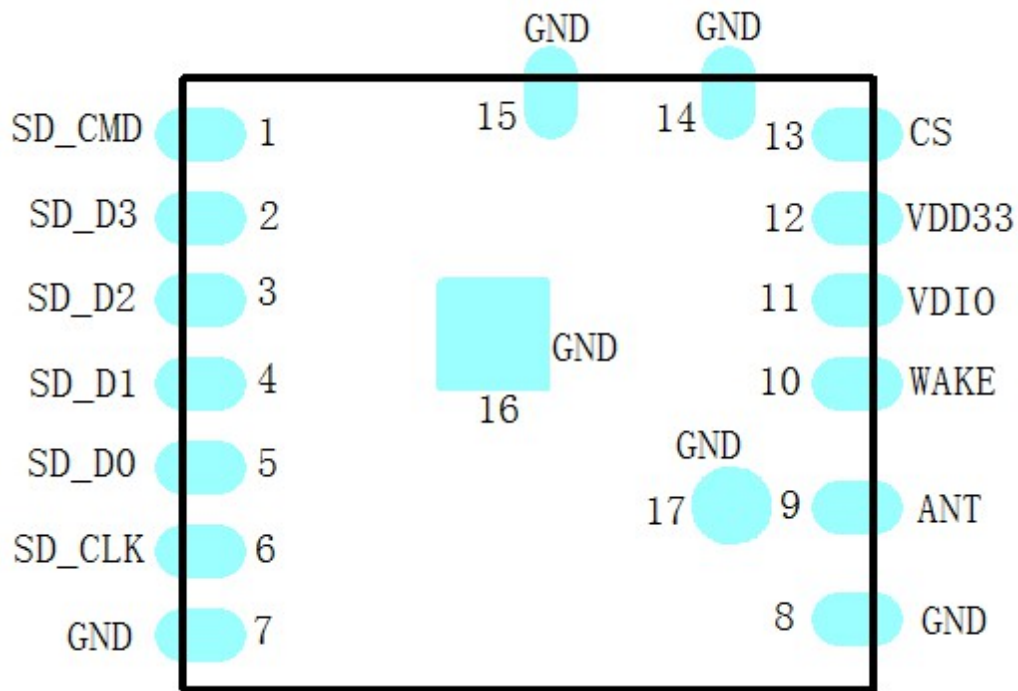 GND GND
15 14
SD_CMD 1 13 CS
SD_D3 2 12 VDD33
SD_D2 3 11 VDIO
GND
SD_D1 4 10 WAKE
16
GND
SD_D0 5
17 9 ANT
SD_CLK 6
8 GND
GND 7